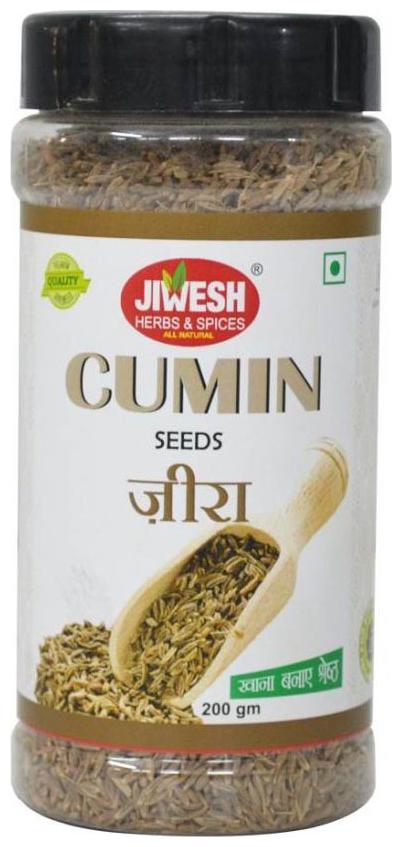 QUALITY
JIWESH
®
HERBS & SPICES
ALL NATURAL
CUMIN
SEEDS
ज़ीरा
खाना बनाए श्रेष्ठ
200 gm